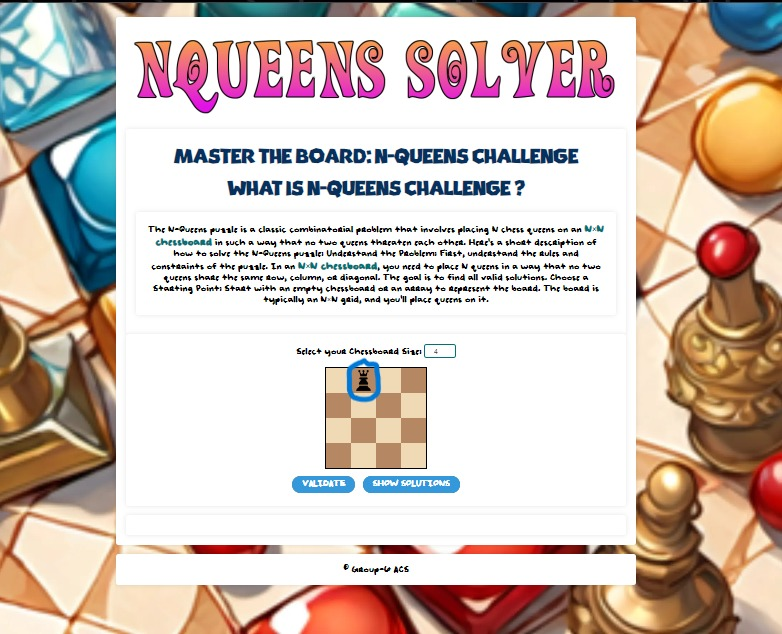 NQUEENS SOLVER
MASTER THE BOARD: N-QUEENS CHALLENGE
WHAT IS N-QUEENS CHALLENGE ?
The N-Queens puzzle is a classic combinatorial problem that involves placing N chess queens on an N×N
chessboard in such a way that no two queens threaten each other. Here's a short description of
how to solve the N-Queens puzzle: Understand the Problem: First, understand the rules and
constraints of the puzzle. In an N×N chessboard, you need to place N queens in a way that no two
queens share the same row, column, or diagonal. The goal is to find all valid solutions. Choose a
Starting Point: Start with an empty chessboard or an array to represent the board. The board is
typically an N×N grid, and you'll place queens on it.
Select your Chessboard Size: 4
VALIDATE SHOW SOLUTIONS
© Group-6 ACS